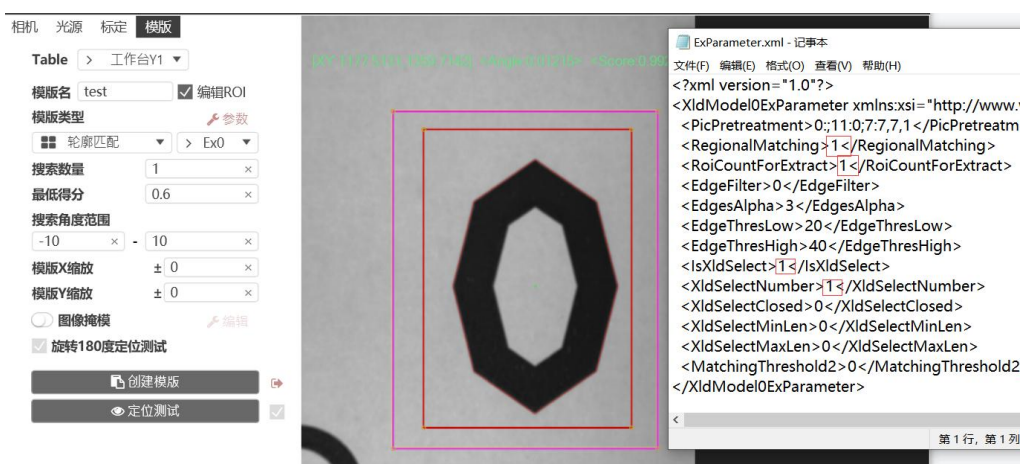 相机 光源 标定 模版
Table > 工作台Y1
模版名 test 编辑ROI
模版类型 参数
轮廓匹配 > Ex0
搜索数量 1 ×
最低得分 0.6 ×
搜索角度范围
-10 × - 10 ×
模版X缩放 ± 0 ×
模版Y缩放 ± 0 ×
图像掩模 编辑
旋转180度定位测试
创建模版
定位测试
ExParameter.xml - 记事本
文件(F) 编辑(E) 格式(O) 查看(V) 帮助(H)
<?xml version="1.0"?>
<XldModel0ExParameter xmlns:xsi="http://www.
<PicPretreatment>0:;11:0;7:7,7,1</PicPretreatm
<RegionalMatching>1</RegionalMatching>
<RoiCountForExtract>1</RoiCountForExtract>
<EdgeFilter>0</EdgeFilter>
<EdgesAlpha>3</EdgesAlpha>
<EdgeThresLow>20</EdgeThresLow>
<EdgeThresHigh>40</EdgeThresHigh>
<IsXldSelect>1</IsXldSelect>
<XldSelectNumber>1</XldSelectNumber>
<XldSelectClosed>0</XldSelectClosed>
<XldSelectMinLen>0</XldSelectMinLen>
<XldSelectMaxLen>0</XldSelectMaxLen>
<MatchingThreshold2>0</MatchingThreshold2
</XldModel0ExParameter>
第 1 行, 第 1 列